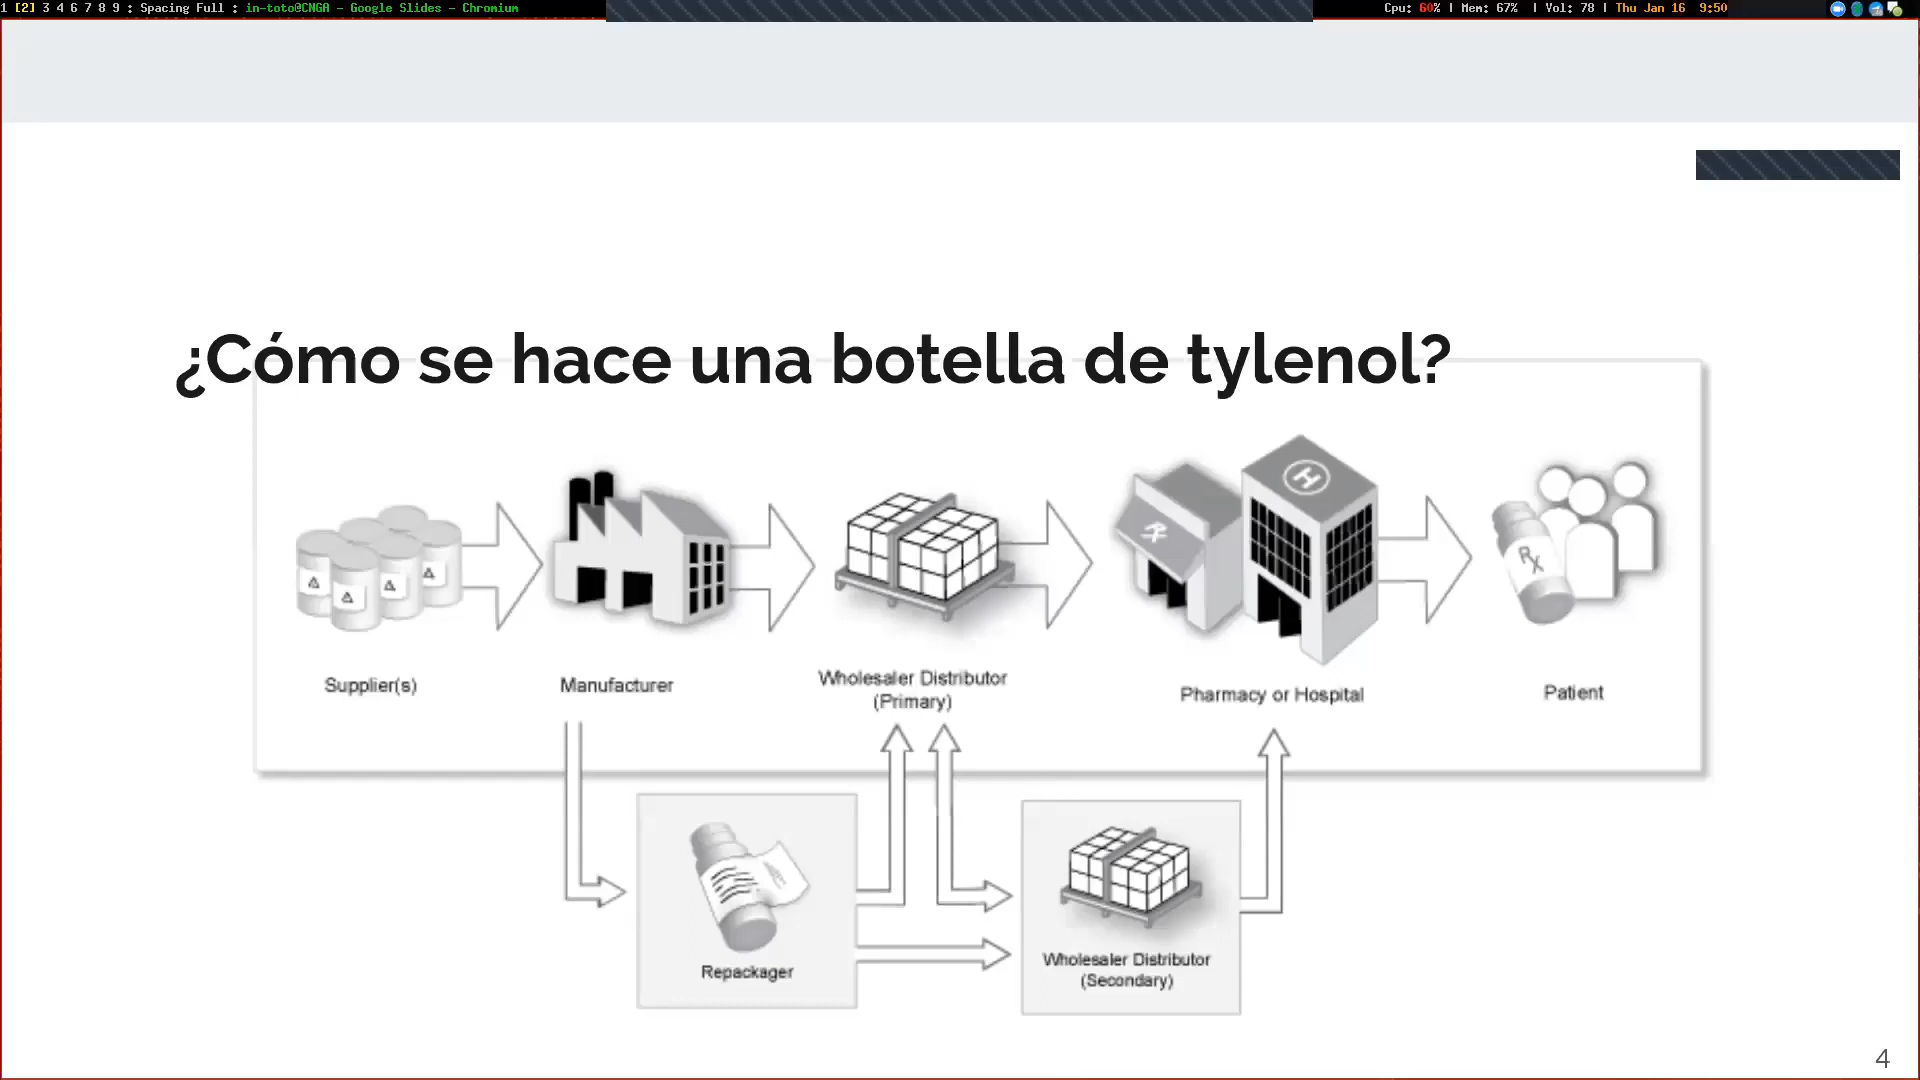 1 [2] 3 4 6 7 8 9 : Spacing Full : in-toto@CNGA - Google Slides - Chromium
Cpu: 60% | Mem: 67% | Vol: 78 | Thu Jan 16 9:50
¿Cómo se hace una botella de tylenol?
H
Rx
Rx
Supplier(s)
Manufacturer
Wholesaler Distributor
(Primary)
Pharmacy or Hospital
Patient
Repackager
Wholesaler Distributor
(Secondary)
4